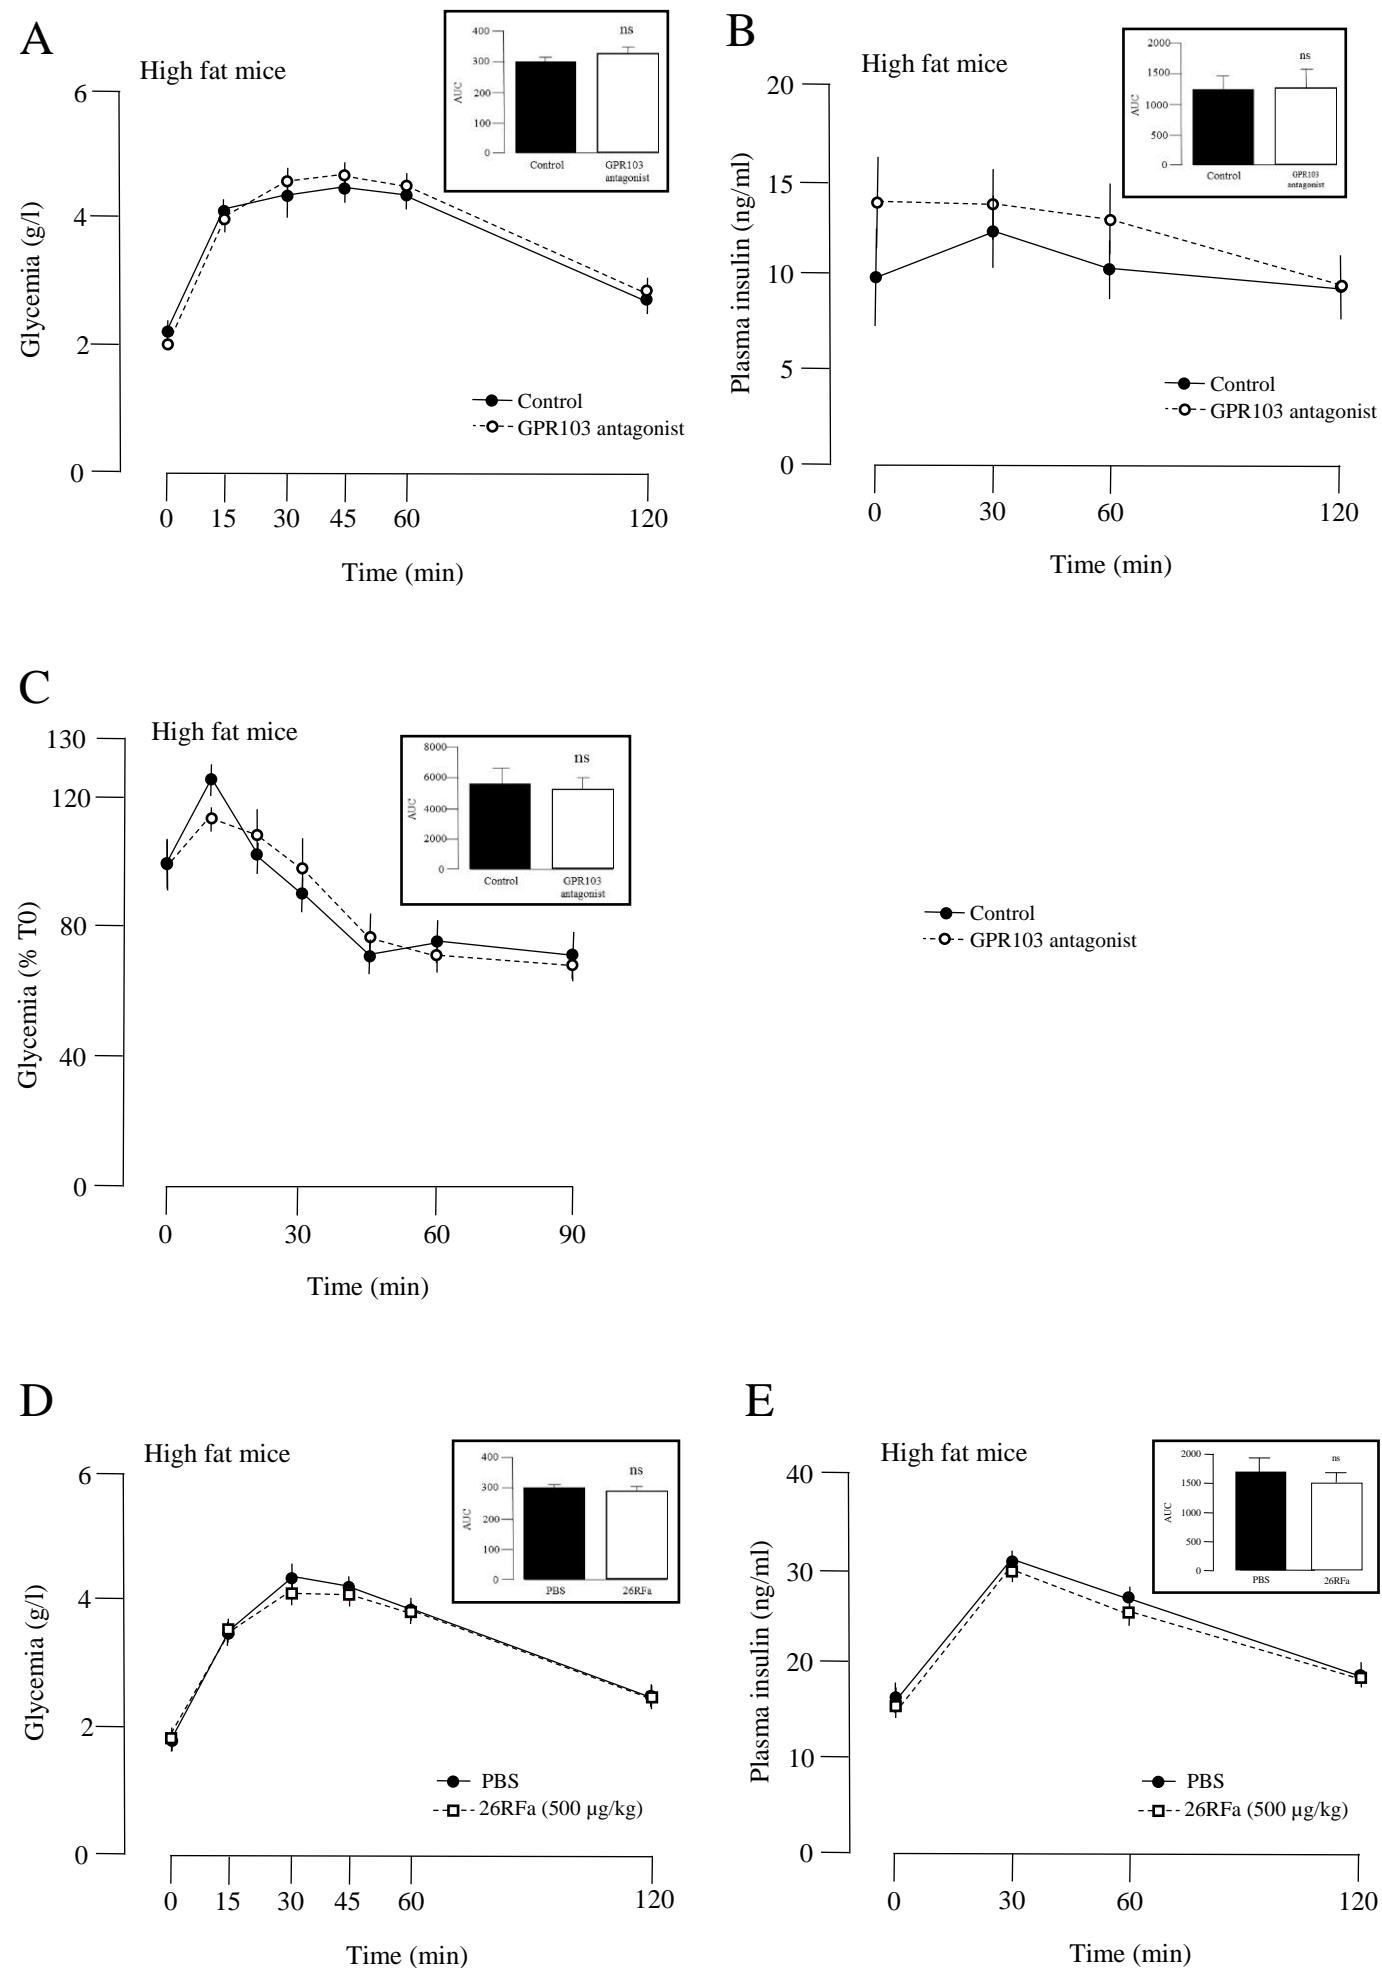 A
High fat mice
6
4
2
0
Glycemia (g/l)
400
300
200
100
0
AUC
ns
Control
GPR103
antagonist
Control
GPR103 antagonist
0 15 30 45 60 120
Time (min)
B
High fat mice
20
15
10
5
0
Plasma insulin (ng/ml)
2000
1500
1000
500
0
AUC
ns
Control
GPR103
antagonist
Control
GPR103 antagonist
0 30 60 120
Time (min)
C
High fat mice
130
120
80
40
0
Glycemia (% T0)
8000
6000
4000
2000
0
AUC
ns
Control
GPR103
antagonist
0 30 60 90
Time (min)
Control
GPR103 antagonist
D
High fat mice
6
4
2
0
Glycemia (g/l)
400
300
200
100
0
AUC
ns
PBS
26RFa
PBS
26RFa (500 µg/kg)
0 15 30 45 60 120
Time (min)
E
High fat mice
40
30
20
10
0
Plasma insulin (ng/ml)
2000
1500
1000
500
0
AUC
ns
PBS
26RFa
PBS
26RFa (500 µg/kg)
0 30 60 120
Time (min)